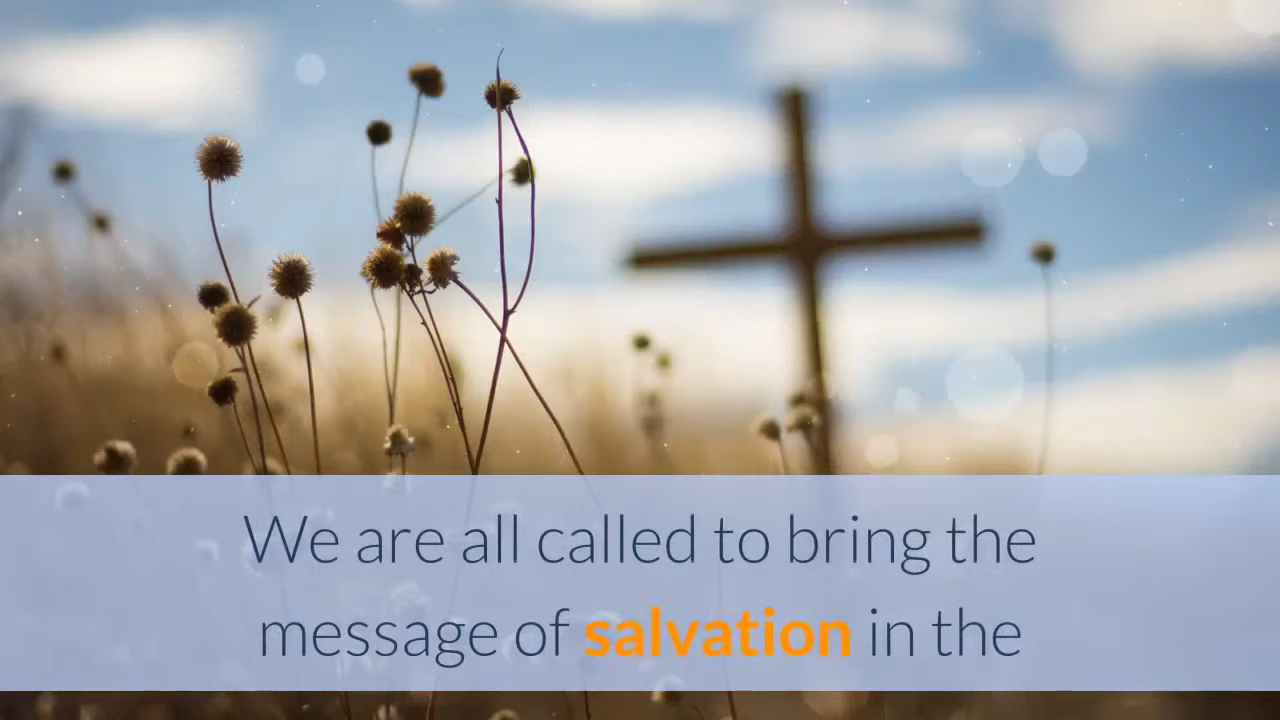 We are all called to bring the
message of salvation in the